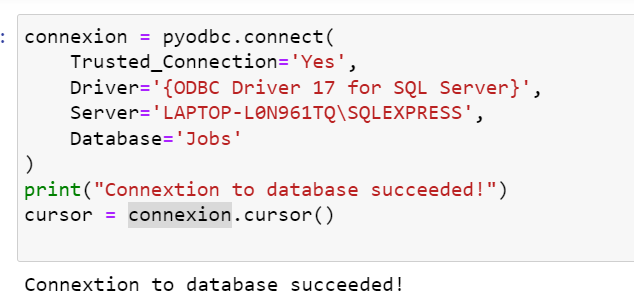 : connexion = pyodbc.connect(
Trusted_Connection='Yes',
Driver='{ODBC Driver 17 for SQL Server}',
Server='LAPTOP-L0N961TQ\SQLEXPRESS',
Database='Jobs'
)
print("Connextion to database succeeded!")
cursor = connexion.cursor()
Connextion to database succeeded!